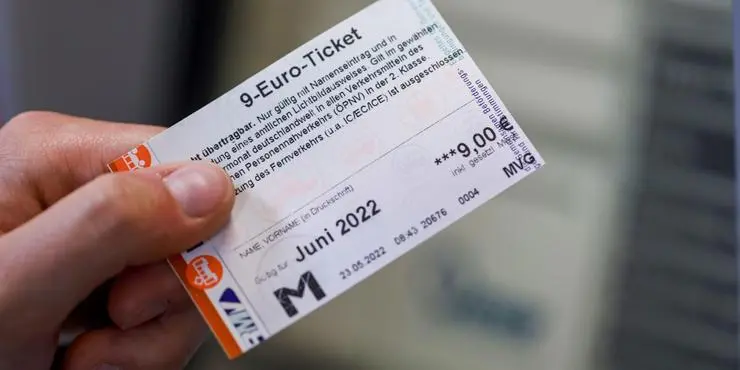 9-Euro-Ticket
übertragbar. Nur gültig mit Namenseintrag und in
eines amtlichen Lichtbildausweises. Gilt im gewählten
deutschlandweit in allen Verkehrsmitteln des
Personennahverkehrs (ÖPNV) in der 2. Klasse.
des Fernverkehrs (u.a. IC/EC/ICE) ist ausgeschlossen.
***9,00 €
inkl. gesetzl.
MVG
NAME, VORNAME (in Druckschrift)
Gültig für Juni 2022
M
23.05.2022 08:43 20676 0004